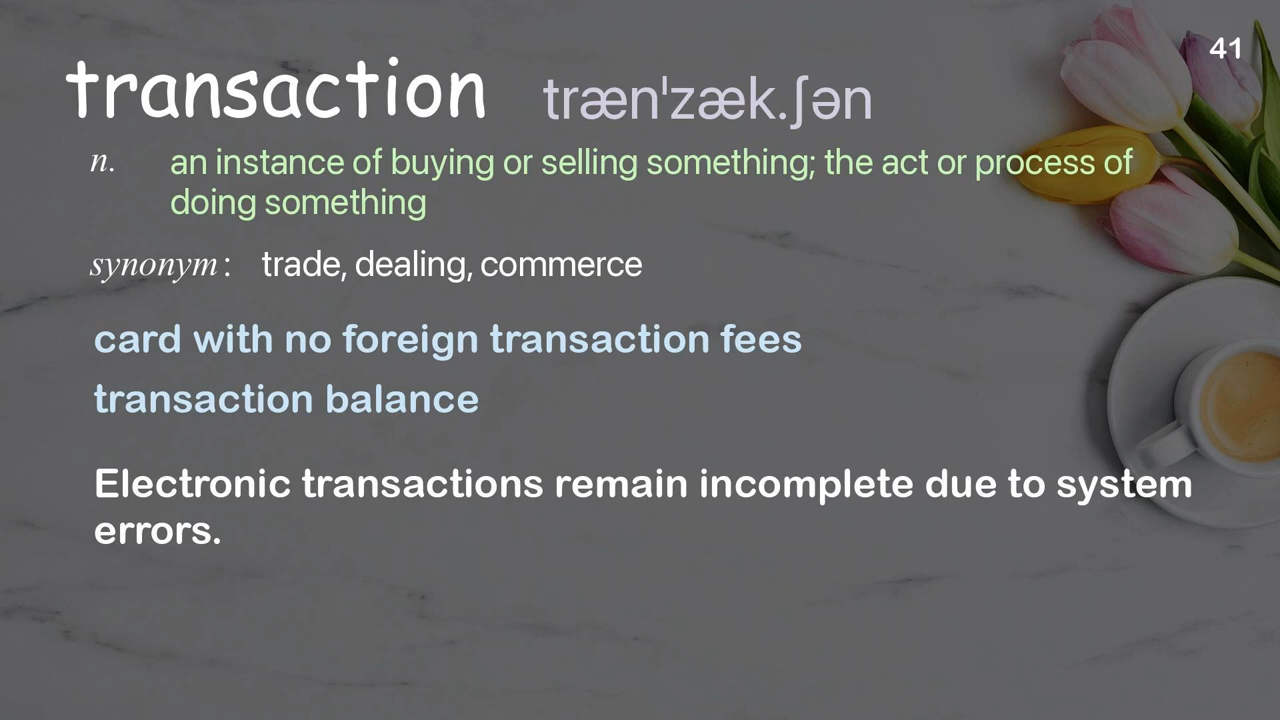 41
transaction trænˈzæk.ʃən
n. an instance of buying or selling something; the act or process of
doing something
synonym: trade, dealing, commerce
card with no foreign transaction fees
transaction balance
Electronic transactions remain incomplete due to system
errors.